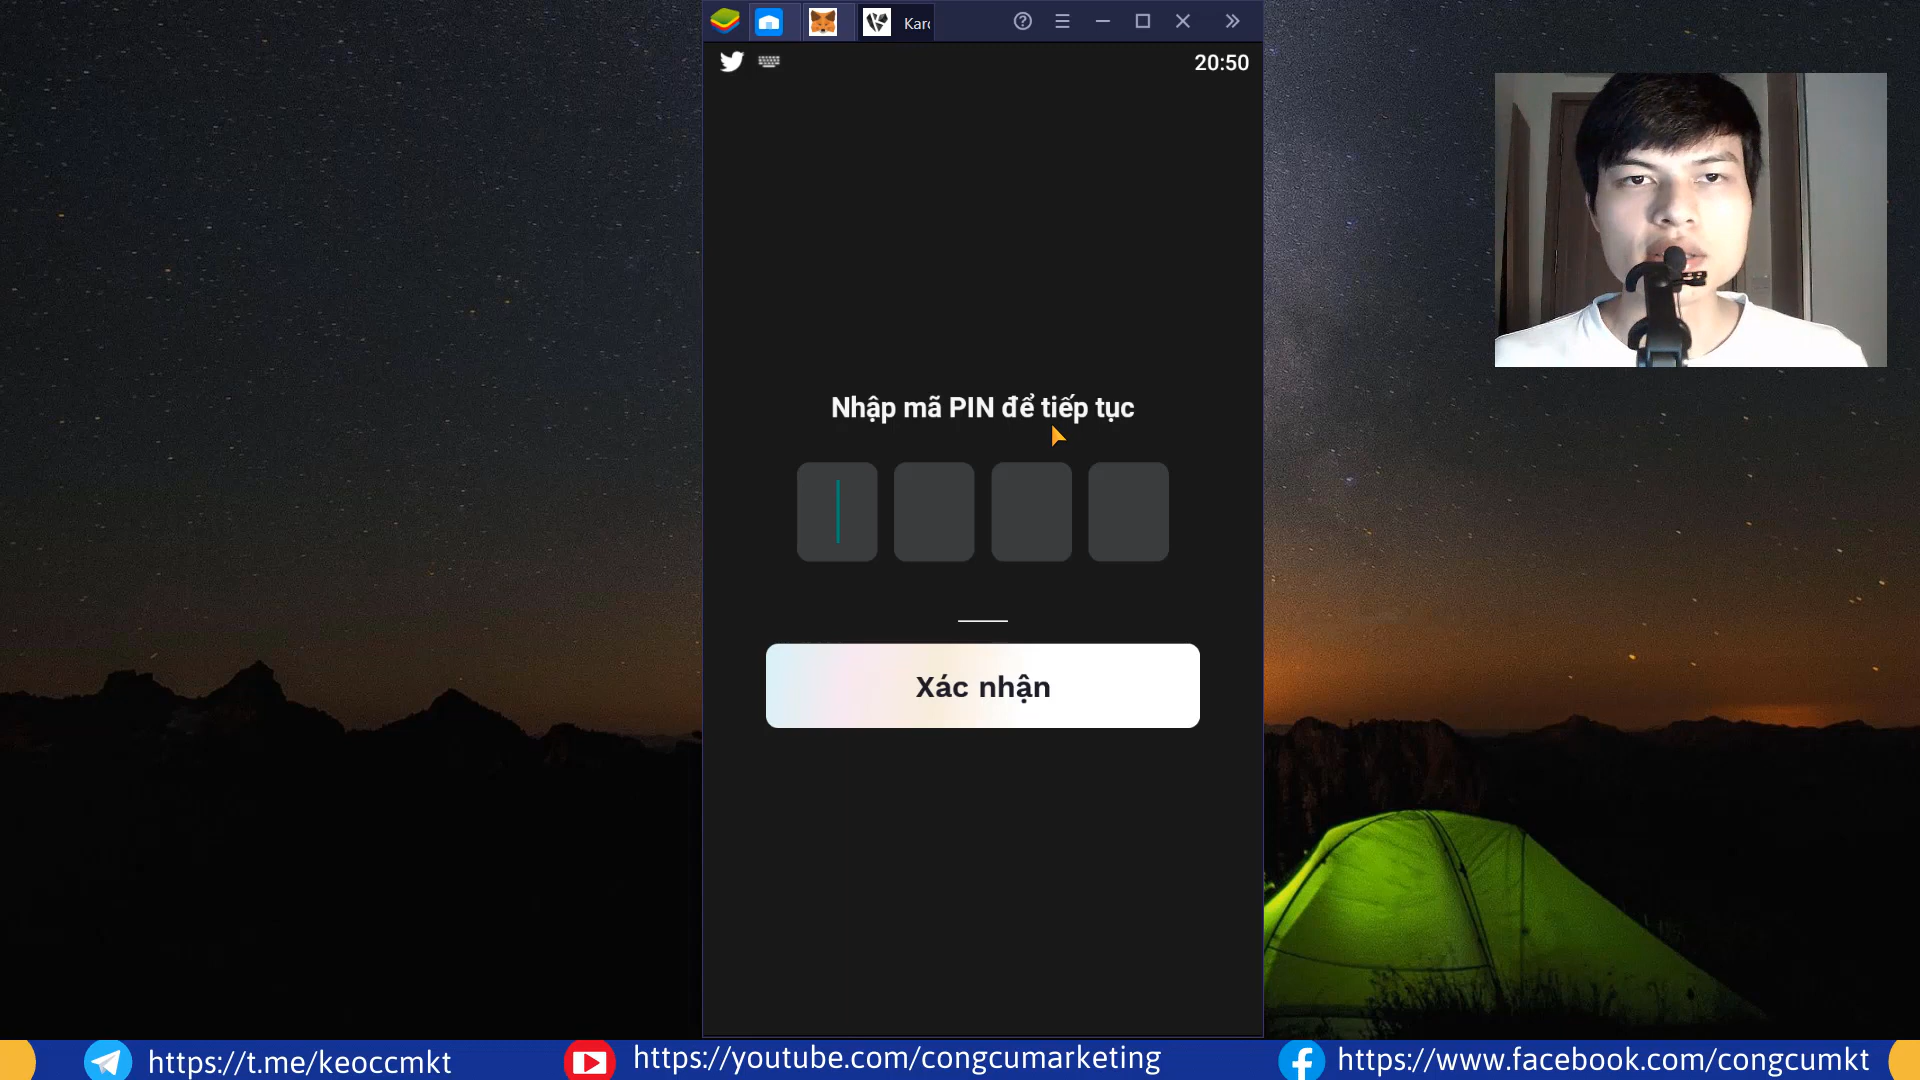 Karc
20:50
Nhập mã PIN để tiếp tục
Xác nhận
https://t.me/keoccmkt
https://youtube.com/congcumarketing
https://www.facebook.com/congcumkt